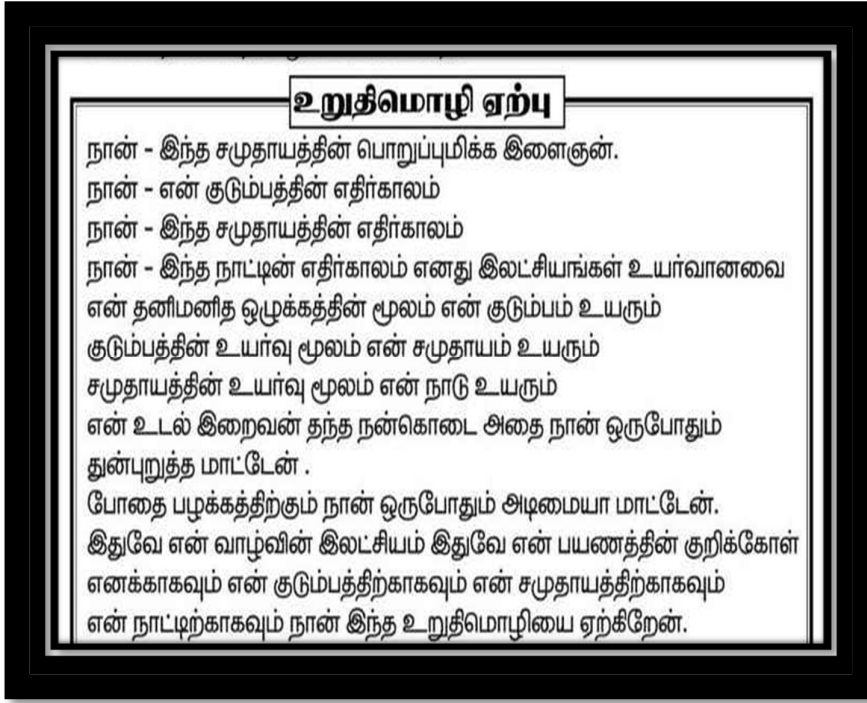 உறுதிமொழி ஏற்பு
நான் - இந்த சமுதாயத்தின் பொறுப்புமிக்க இளைஞன்.
நான் - என் குடும்பத்தின் எதிர்காலம்
நான் - இந்த சமுதாயத்தின் எதிர்காலம்
நான் - இந்த நாட்டின் எதிர்காலம் எனது இலட்சியங்கள் உயர்வானவை
என் தனிமனித ஒழுக்கத்தின் மூலம் என் குடும்பம் உயரும்
குடும்பத்தின் உயர்வு மூலம் என் சமுதாயம் உயரும்
சமுதாயத்தின் உயர்வு மூலம் என் நாடு உயரும்
என் உடல் இறைவன் தந்த நன்கொடை அதை நான் ஒருபோதும்
துன்புறுத்த மாட்டேன் .
போதை பழக்கத்திற்கும் நான் ஒருபோதும் அடிமையா மாட்டேன்.
இதுவே என் வாழ்வின் இலட்சியம் இதுவே என் பயணத்தின் குறிக்கோள்
எனக்காகவும் என் குடும்பத்திற்காகவும் என் சமுதாயத்திற்காகவும்
என் நாட்டிற்காகவும் நான் இந்த உறுதிமொழியை ஏற்கிறேன்.